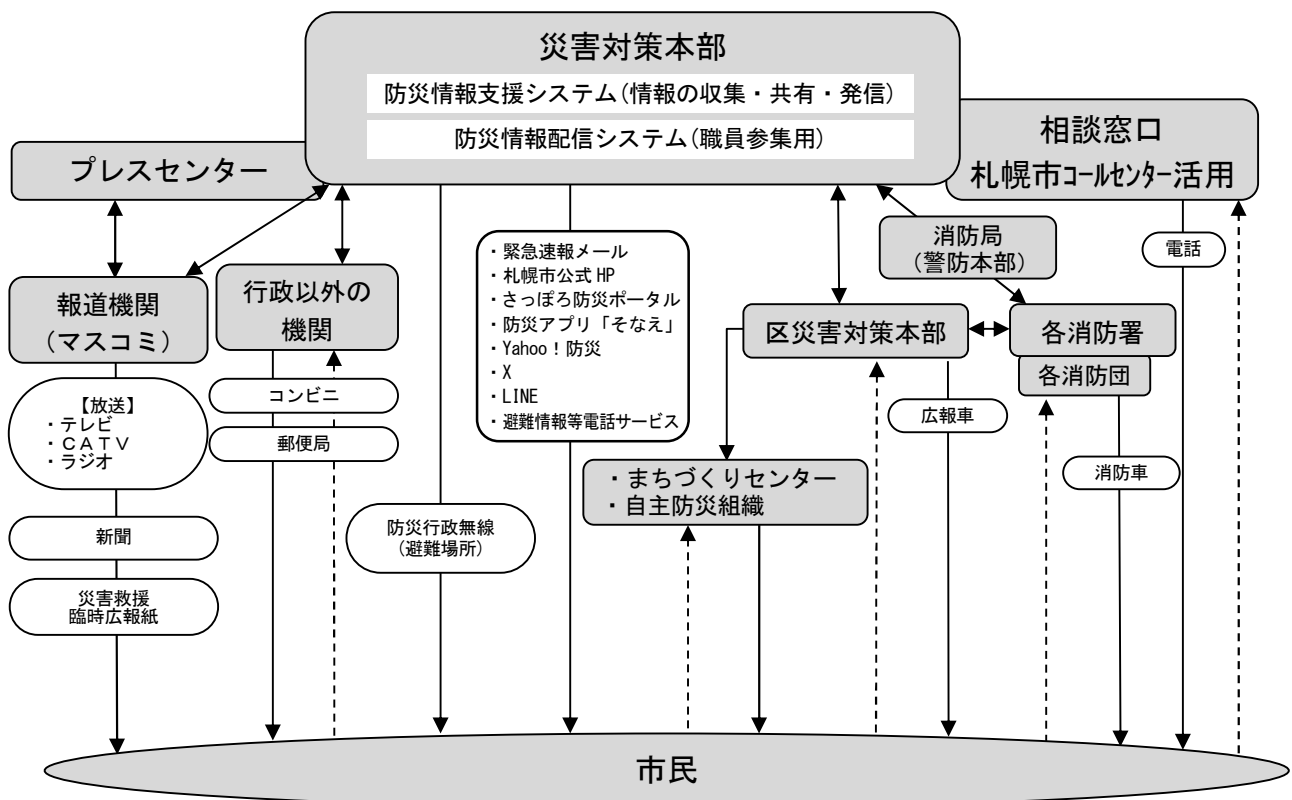 災害対策本部
防災情報支援システム(情報の収集・共有・発信)
防災情報配信システム(職員参集用)
プレスセンター
相談窓口
札幌市ｺｰﾙｾﾝﾀｰ活用
報道機関
(マスコミ)
行政以外の
機関
・緊急速報メール
・札幌市公式 HP
・さっぽろ防災ポータル
・防災アプリ「そなえ」
・Yahoo！防災
・X
・LINE
・避難情報等電話サービス
消防局
(警防本部)
電話
区災害対策本部
各消防署
各消防団
【放送】
・テレビ
・ＣＡＴＶ
・ラジオ
コンビニ
郵便局
広報車
・まちづくりセンター
・自主防災組織
消防車
新聞
防災行政無線
(避難場所)
災害救援
臨時広報紙
市民